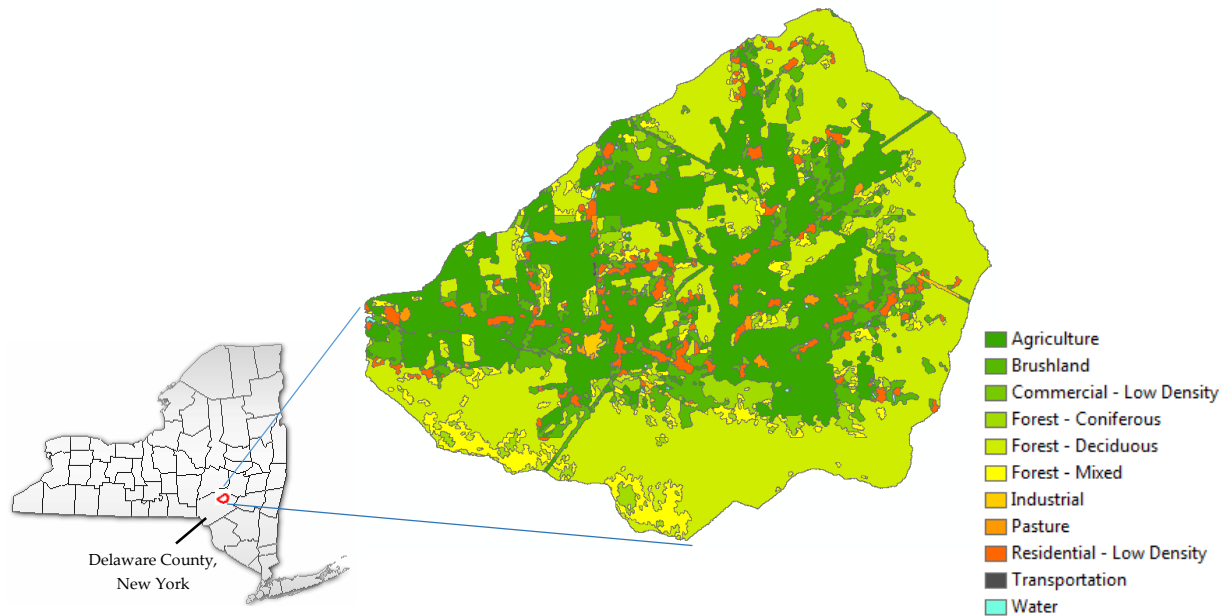 Agriculture
Brushland
Commercial - Low Density
Forest - Coniferous
Forest - Deciduous
Forest - Mixed
Industrial
Pasture
Residential - Low Density
Transportation
Water
Delaware County,
New York